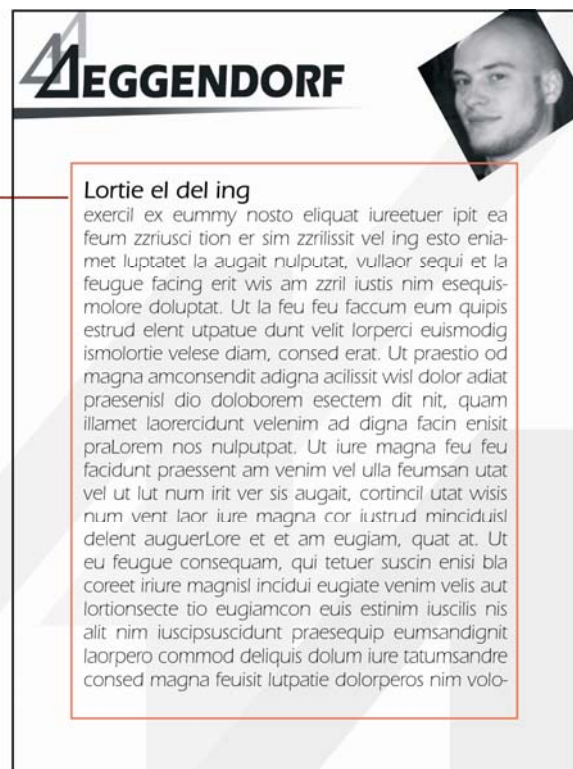 EGGENDORF
Lortie el del ing
exercil ex eummy nosto eliquat iureetuer ipit ea
feum zzriusci tion er sim zzrilissit vel ing esto enia-
met luptatet la augait nulputat, vullaor sequi et la
feugue facing erit wis am zzril iustis nim esequis-
molore doluptat. Ut la feu feu faccum eum quipis
estrud elent utpatue dunt velit lorperci euismodig
ismolortie velese diam, consed erat. Ut praestio od
magna amconsendit adigna acilissit wisl dolor adiat
praesenisl dio doloborem esectem dit nit, quam
illamet laorercidunt velenim ad digna facin enisit
praLorem nos nulputpat. Ut iure magna feu feu
facidunt praessent am venim vel ulla feumsan utat
vel ut lut num irit ver sis augait, cortincil utat wisis
num vent laor iure magna cor iustrud minciduisl
delent auguerLore et et am eugiam, quat at. Ut
eu feugue consequam, qui tetuer suscin enisi bla
coreet iriure magnisl incidui eugiate venim velis aut
lortionsecte tio eugiamcon euis estinim iuscilis nis
alit nim iuscipsuscidunt praesequip eumsandignit
laorpero commod deliquis dolum iure tatumsandre
consed magna feuisit lutpatie dolorperos nim volo-